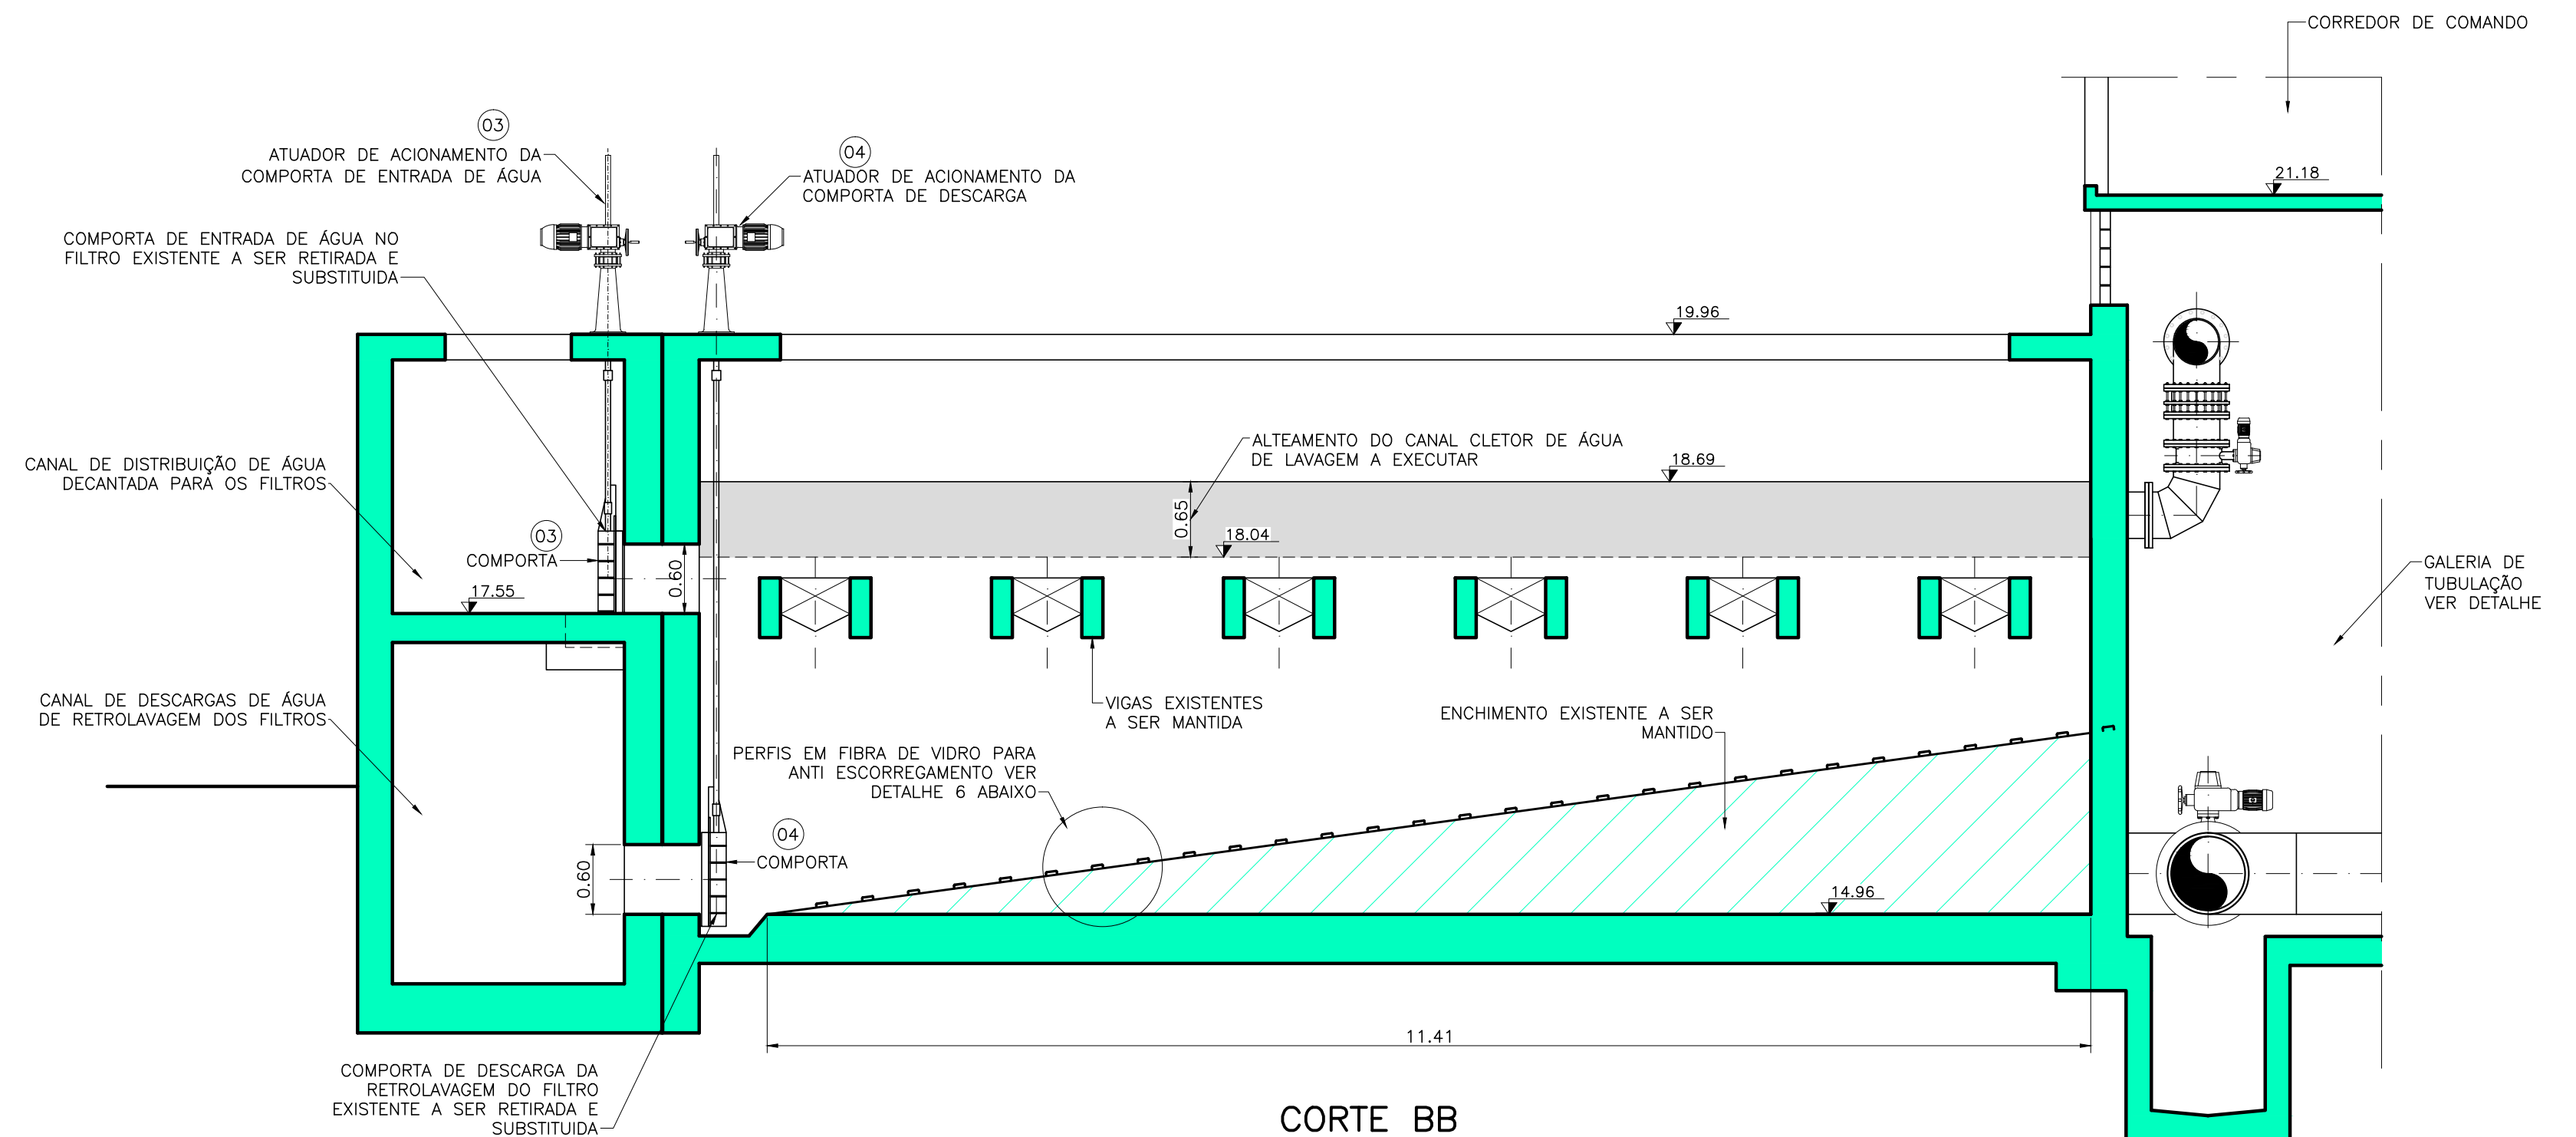 CORREDOR DE COMANDO
03
ATUADOR DE ACIONAMENTO DA
COMPORTA DE ENTRADA DE ÁGUA
04
ATUADOR DE ACIONAMENTO DA
COMPORTA DE DESCARGA
21.18
COMPORTA DE ENTRADA DE ÁGUA NO
FILTRO EXISTENTE A SER RETIRADA E
SUBSTITUIDA
19.96
ALTEAMENTO DO CANAL CLETOR DE ÁGUA
DE LAVAGEM A EXECUTAR
18.69
CANAL DE DISTRIBUIÇÃO DE ÁGUA
DECANTADA PARA OS FILTROS
0.65
18.04
03
COMPORTA
0.60
17.55
GALERIA DE
TUBULAÇÃO
VER DETALHE
CANAL DE DESCARGAS DE ÁGUA
DE RETROLAVAGEM DOS FILTROS
VIGAS EXISTENTES
A SER MANTIDA
ENCHIMENTO EXISTENTE A SER
MANTIDO
PERFIS EM FIBRA DE VIDRO PARA
ANTI ESCORREGAMENTO VER
DETALHE 6 ABAIXO
04
COMPORTA
0.60
14.96
11.41
COMPORTA DE DESCARGA DA
RETROLAVAGEM DO FILTRO
EXISTENTE A SER RETIRADA E
SUBSTITUIDA
CORTE BB